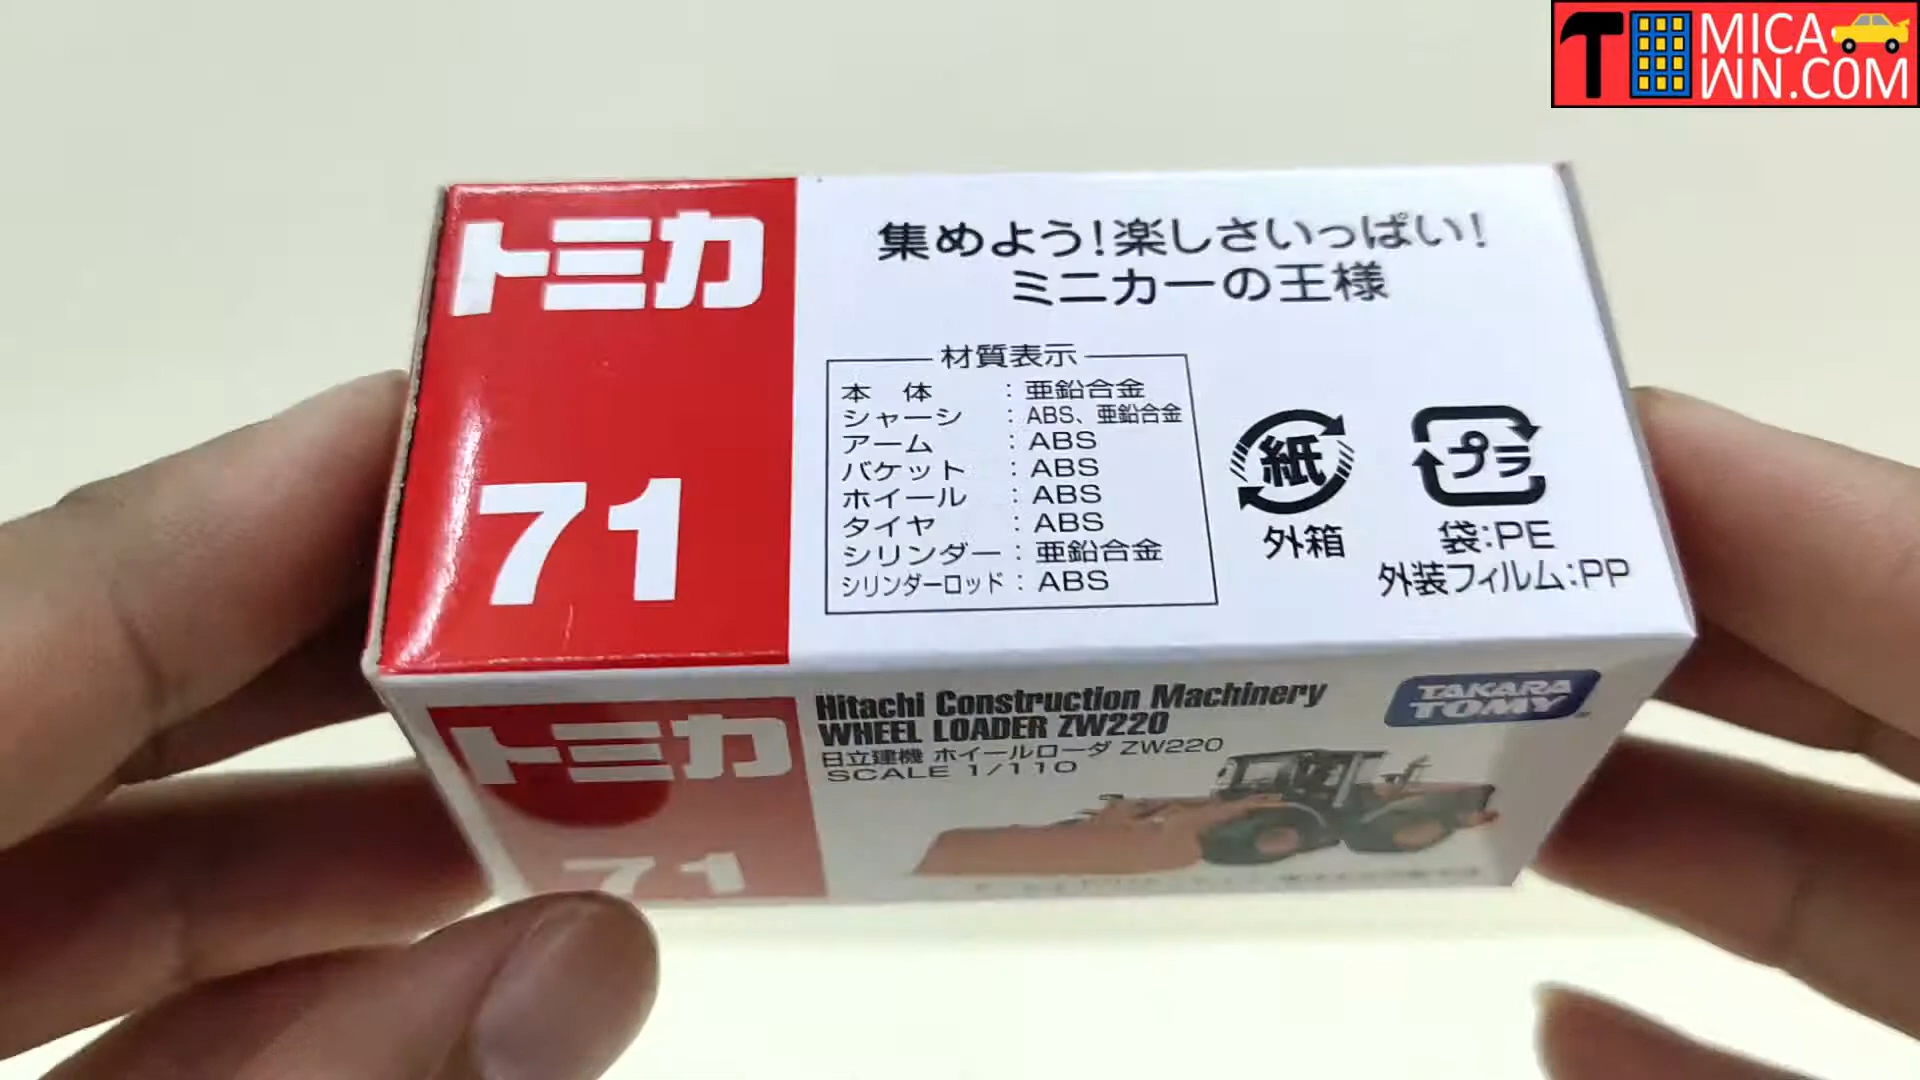 TOMICA
TOWN.COM
トミカ
71
集めよう!楽しさいっぱい!
ミニカーの王様
材質表示
本 体 : 亜鉛合金
シャーシ : ABS、亜鉛合金
アーム : ABS
バケット : ABS
ホイール : ABS
タイヤ : ABS
シリンダー : 亜鉛合金
シリンダーロッド : ABS
紙
外箱
プラ
袋:PE
外装フィルム:PP
トミカ
71
Hitachi Construction Machinery
WHEEL LOADER ZW220
日立建機 ホイールローダ ZW220
SCALE 1/110
TAKARA
TOMY